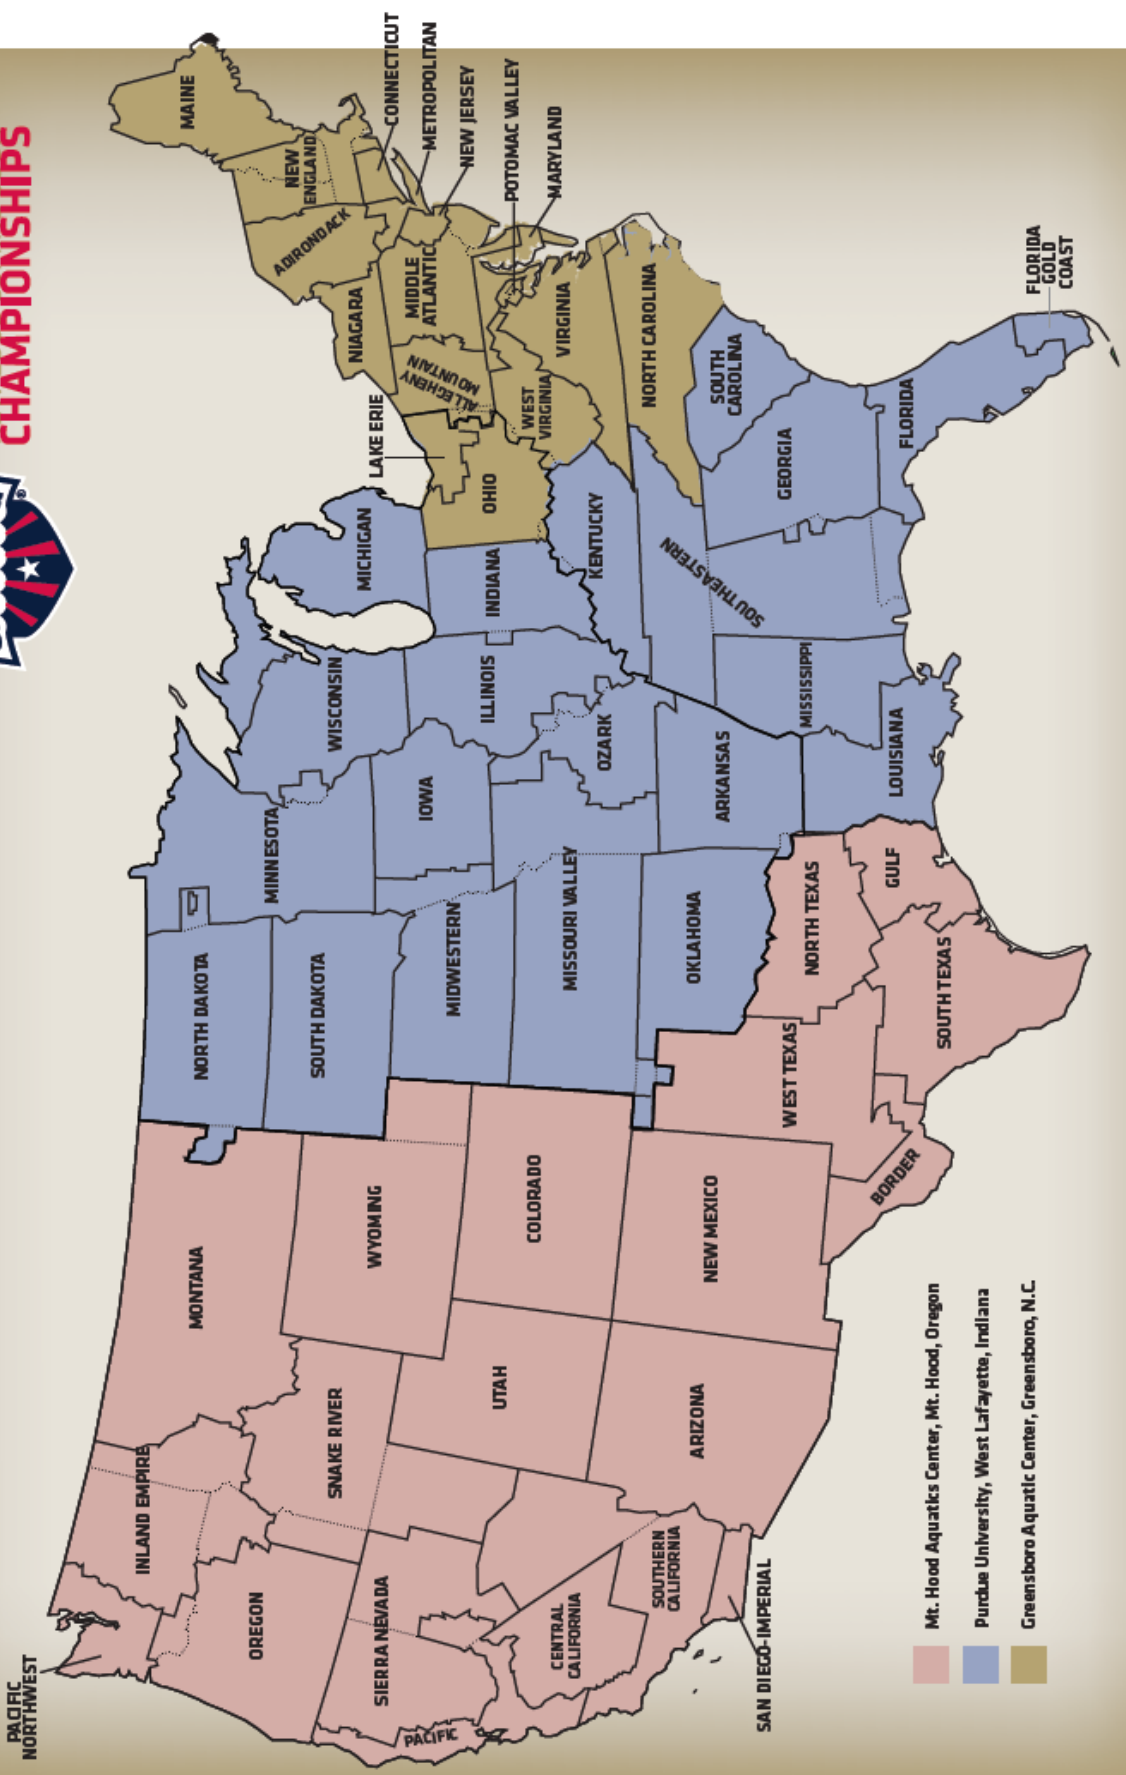 CHAMPIONSHIPS
®
PACIFIC
NORTHWEST
INLAND EMPIRE
MONTANA
NORTH DAKOTA
MINNESOTA
WISCONSIN
MICHIGAN
LAKE ERIE
NIAGARA
ADIRONDACK
NEW
ENGLAND
MAINE
CONNECTICUT
METROPOLITAN
NEW JERSEY
POTOMAC VALLEY
MARYLAND
OREGON
SNAKE RIVER
WYOMING
SOUTH DAKOTA
IOWA
ILLINOIS
INDIANA
OHIO
ALLEGHENY
MOUNTAIN
MIDDLE
ATLANTIC
WEST
VIRGINIA
VIRGINIA
SIERRA NEVADA
PACIFIC
UTAH
COLORADO
MIDWESTERN
MISSOURI VALLEY
OZARK
KENTUCKY
NORTH CAROLINA
CENTRAL
CALIFORNIA
SOUTHERN
CALIFORNIA
SAN DIEGO-IMPERIAL
ARIZONA
NEW MEXICO
OKLAHOMA
ARKANSAS
SOUTHEASTERN
SOUTH
CAROLINA
WEST TEXAS
NORTH TEXAS
MISSISSIPPI
GEORGIA
BORDER
SOUTH TEXAS
GULF
LOUISIANA
FLORIDA
FLORIDA
GOLD
COAST
Mt. Hood Aquatics Center, Mt. Hood, Oregon
Purdue University, West Lafayette, Indiana
Greensboro Aquatic Center, Greensboro, N.C.